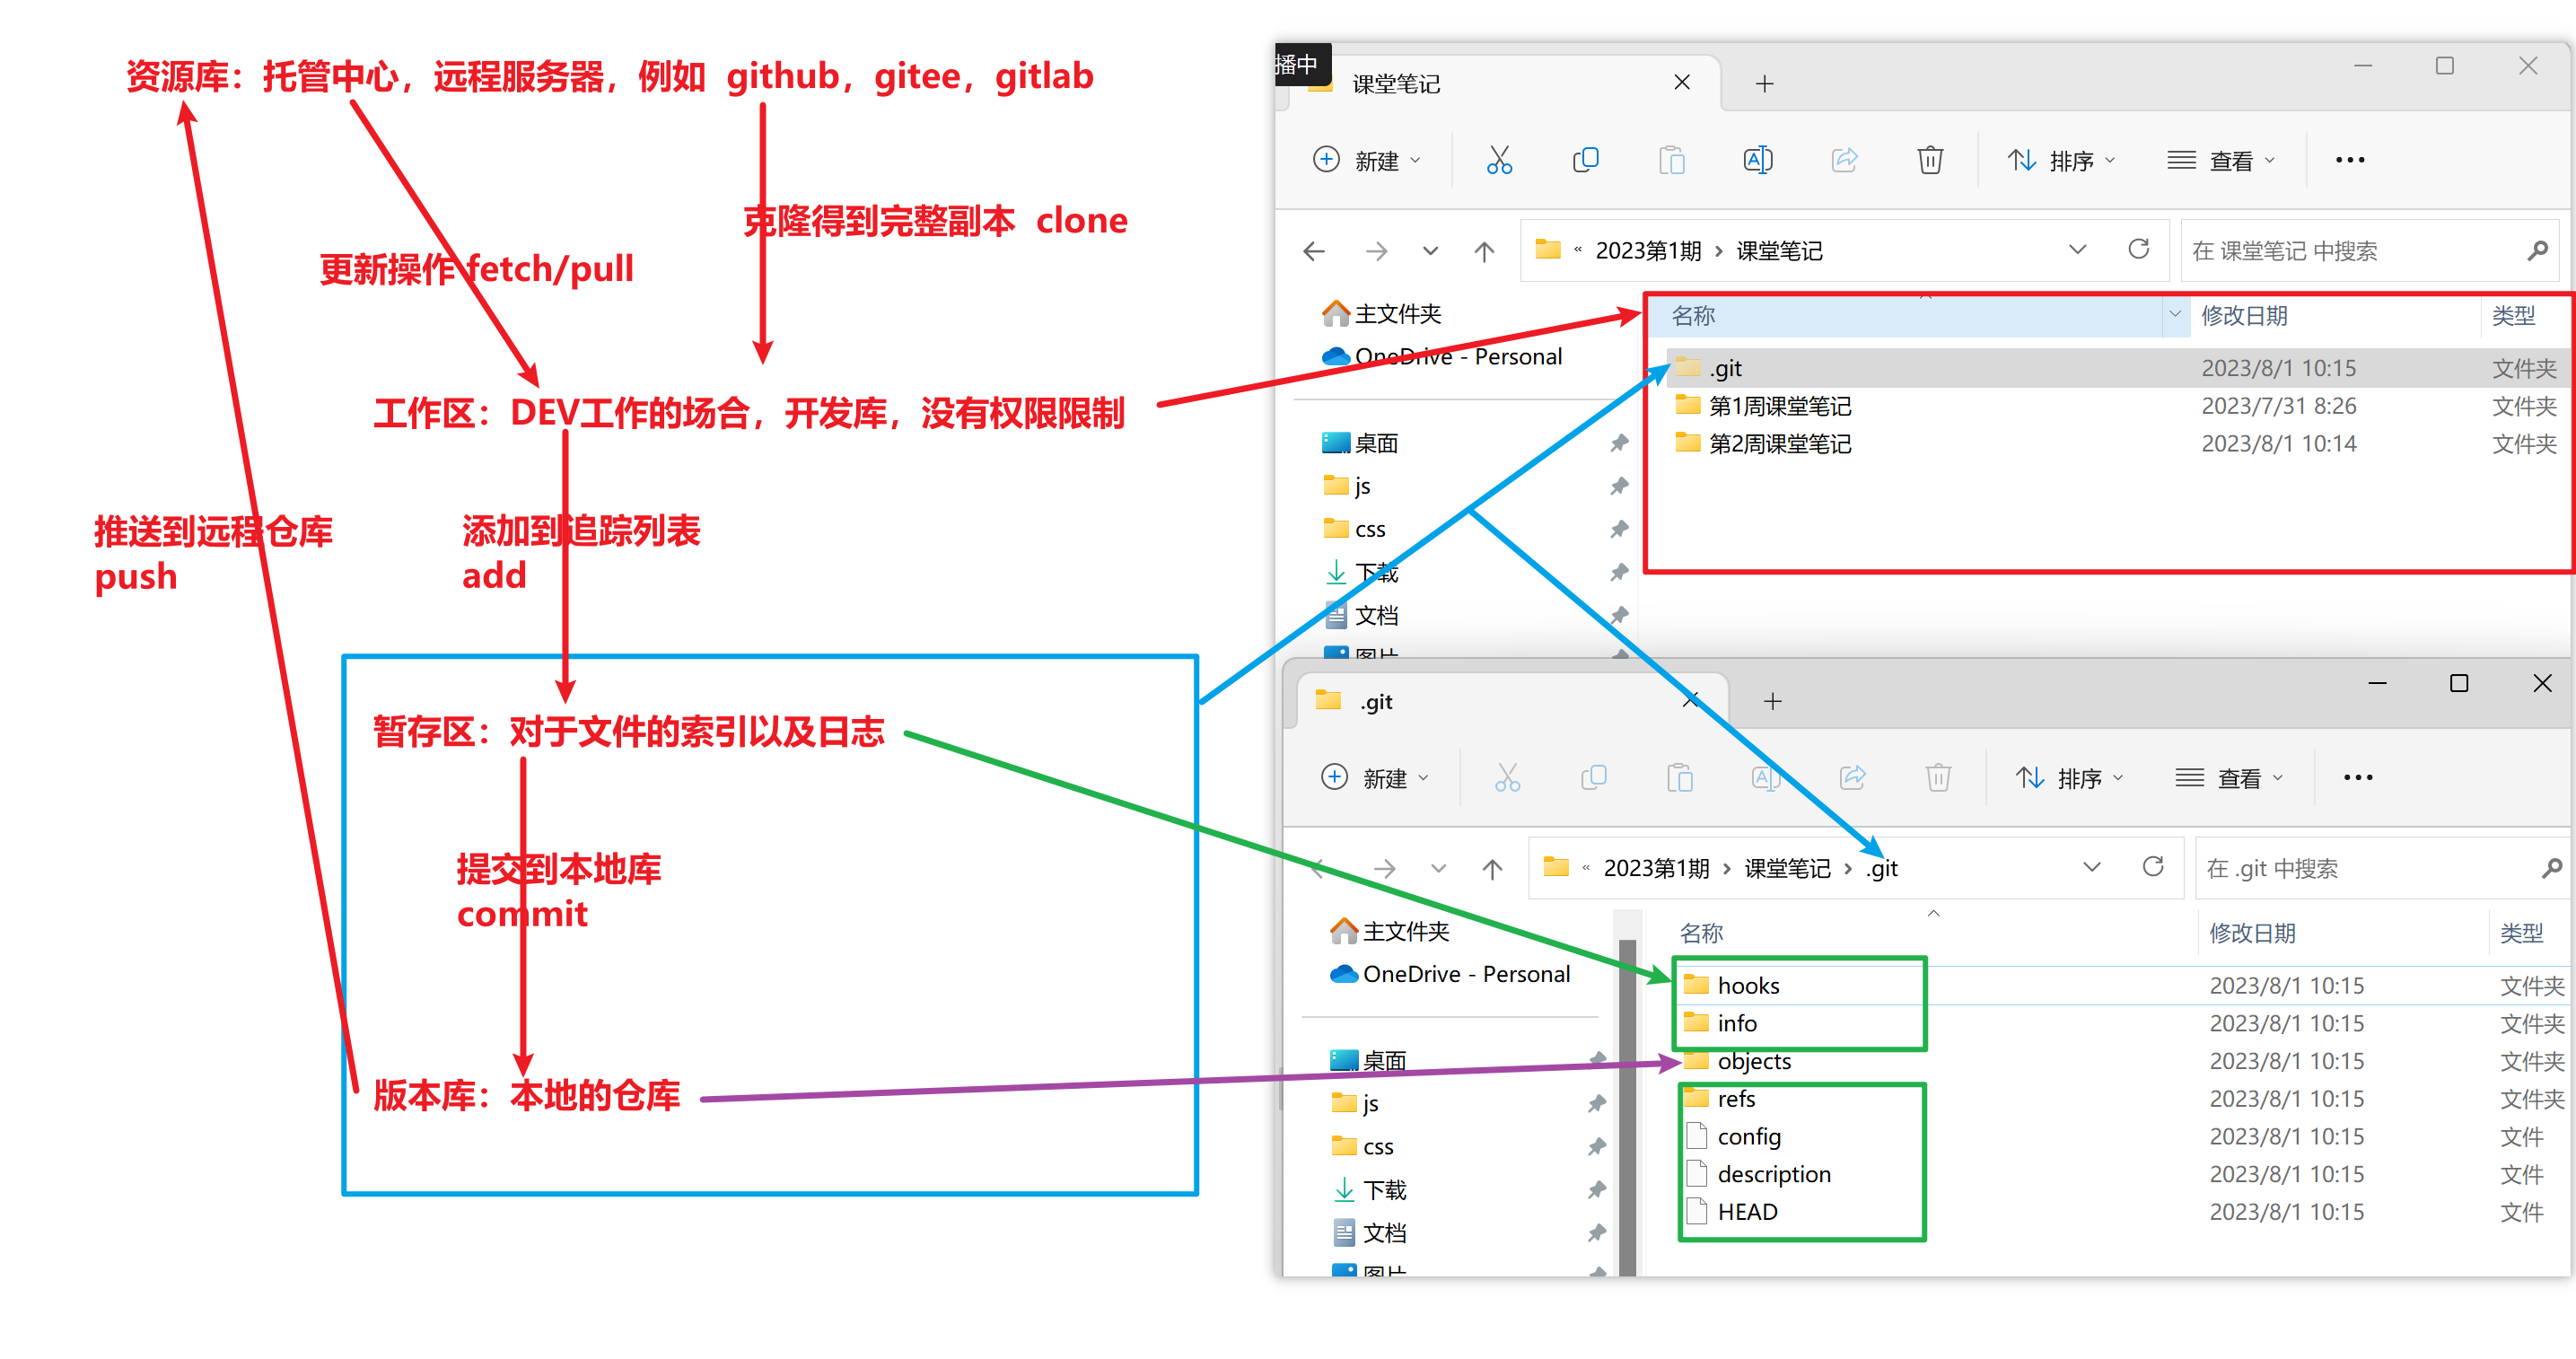 资源库：托管中心，远程服务器，例如 github，gitee，gitlab
克隆得到完整副本 clone
更新操作 fetch/pull
工作区：DEV工作的场合，开发库，没有权限限制
推送到远程仓库
push
添加到追踪列表
add
暂存区：对于文件的索引以及日志
提交到本地库
commit
版本库：本地的仓库
播中
课堂笔记
新建
排序
查看
« 2023第1期 › 课堂笔记
在 课堂笔记 中搜索
主文件夹
OneDrive - Personal
桌面
js
css
下载
文档
图片
名称 修改日期 类型
.git 2023/8/1 10:15 文件夹
第1周课堂笔记 2023/7/31 8:26 文件夹
第2周课堂笔记 2023/8/1 10:14 文件夹
.git
新建
排序
查看
« 2023第1期 › 课堂笔记 › .git
在 .git 中搜索
主文件夹
OneDrive - Personal
桌面
js
css
下载
文档
图片
名称 修改日期 类型
hooks 2023/8/1 10:15 文件夹
info 2023/8/1 10:15 文件夹
objects 2023/8/1 10:15 文件夹
refs 2023/8/1 10:15 文件夹
config 2023/8/1 10:15 文件
description 2023/8/1 10:15 文件
HEAD 2023/8/1 10:15 文件